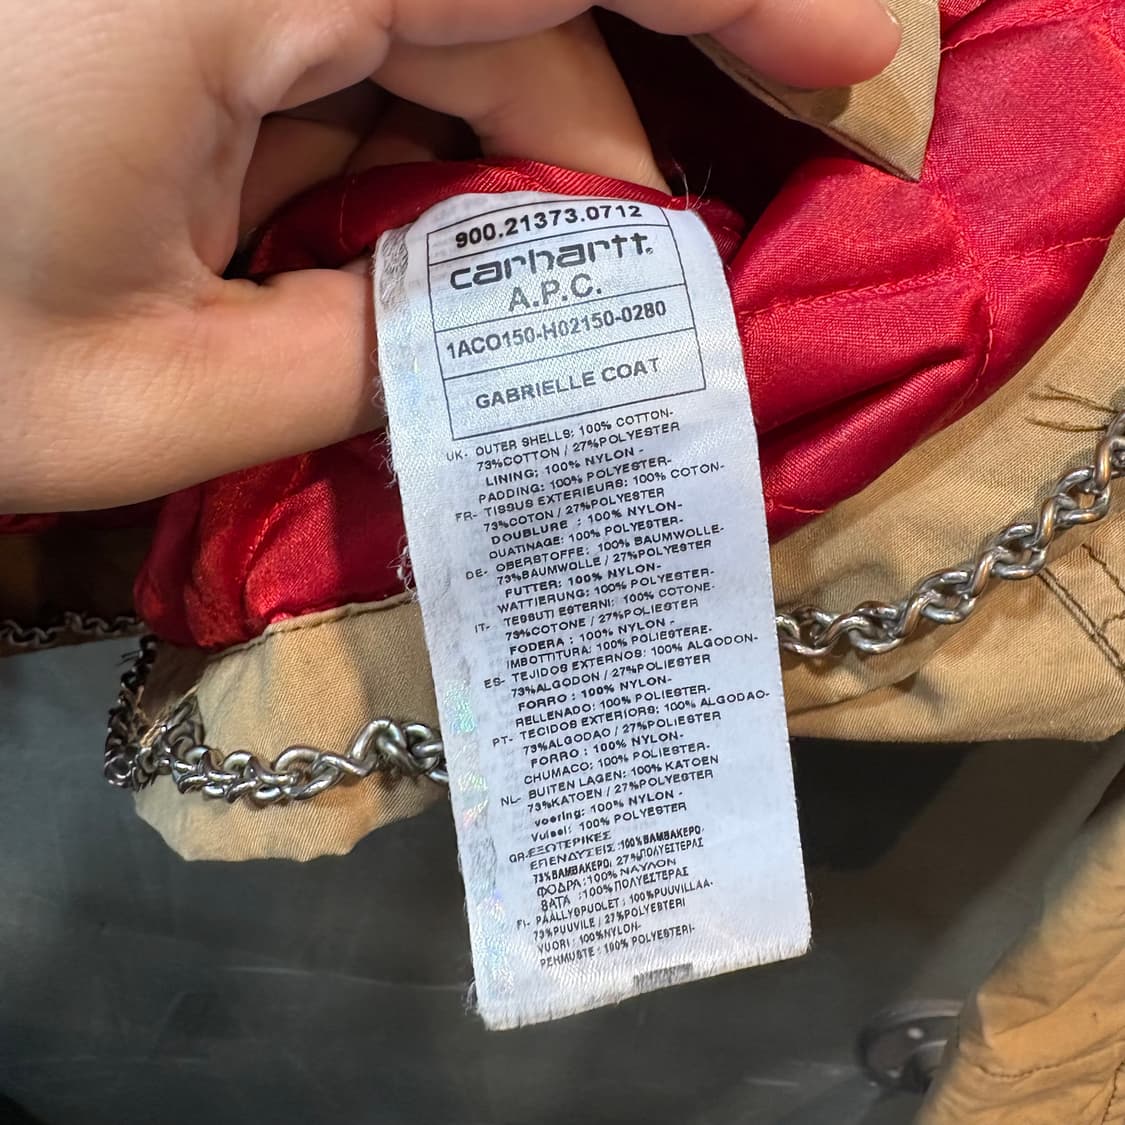 900.21373.0712
carhartt®
A.P.C.
1ACO150-H02150-0280
GABRIELLE COAT
UK- OUTER SHELLS: 100% COTTON-
73%COTTON / 27%POLYESTER
LINING: 100% NYLON -
PADDING: 100% POLYESTER-
FR- TISSUS EXTERIEURS: 100% COTON-
73%COTON / 27%POLYESTER
DOUBLURE : 100% NYLON-
OUATINAGE: 100% POLYESTER-
DE- OBERSTOFFE: 100% BAUMWOLLE-
73%BAUMWOLLE / 27%POLYESTER
FUTTER: 100% NYLON-
WATTIERUNG: 100% POLYESTER-
IT- TESSUTI ESTERNI: 100% COTONE-
73%COTONE / 27%POLIESTER
FODERA : 100% NYLON -
IMBOTTITURA: 100% POLIESTERE.
ES- TEJIDOS EXTERNOS: 100% ALGODON-
73%ALGODON / 27%POLIESTER
FORRO : 100% NYLON-
RELLENADO: 100% POLIESTER-
PT- TECIDOS EXTERIORS: 100% ALGODAO-
73%ALGODAO / 27%POLIESTER
FORRO : 100% NYLON-
CHUMACO: 100% POLIESTER-
NL- BUITEN LAGEN: 100% KATOEN
73%KATOEN / 27%POLYESTER
voering: 100% NYLON -
Vulsel: 100% POLYESTER
GR-ΕΞΩΤΕΡΙΚΕΣ
ΕΠΕΝΔΥΣΕΙΣ :100%ΒΑΜΒΑΚΕΡΟ.
73%ΒΑΜΒΑΚΕΡΟ/ 27%ΠΟΛΥΕΣΤΕΡΑΣ
ΦΟΔΡΑ :100% ΝΑΥΛΟΝ
ΒΑΤΑ :100% ΠΟΛΥΕΣΤΕΡΑΣ
FI- PAALLYSPUOLET : 100%PUUVILLAA-
73%PUUVILE / 27%POLYESTERI
VUORI : 100%NYLON-
PEHMUSTE : 100% POLYESTERI-